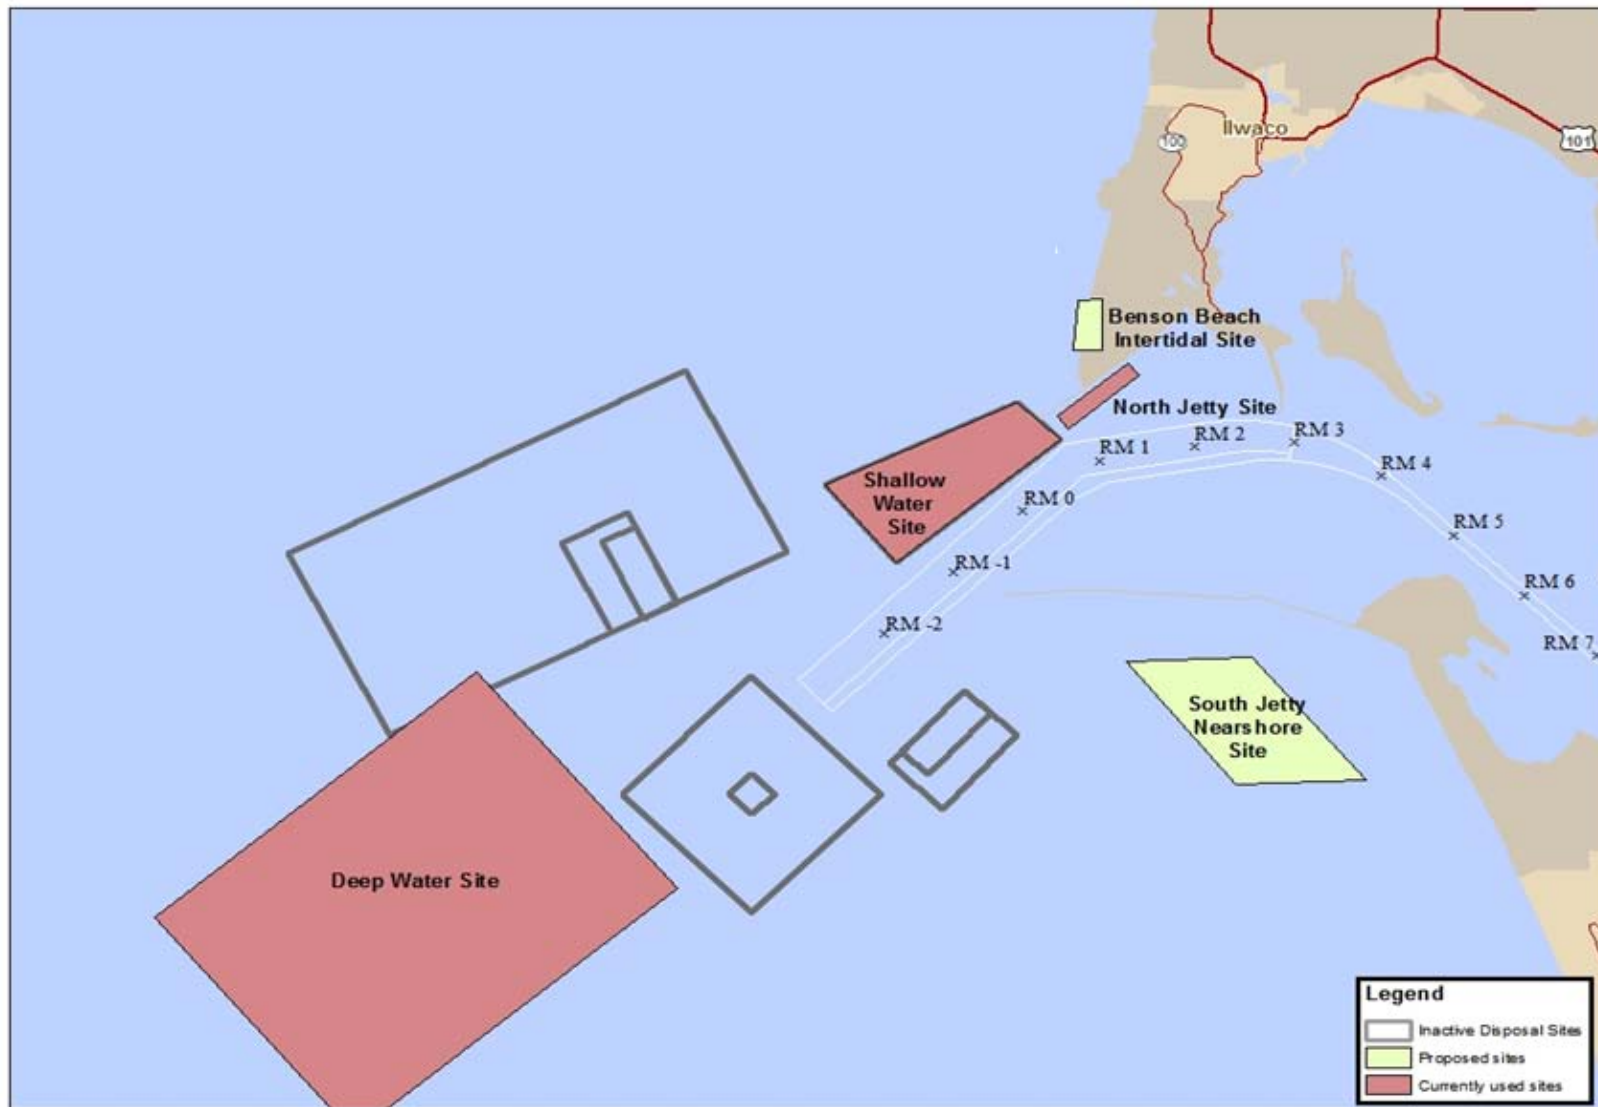 Ilwaco
100
101
Benson Beach
Intertidal Site
North Jetty Site
RM 3
RM 2
RM 1
RM 4
Shallow
Water
Site
RM 0
RM 5
RM -1
RM 6
RM -2
RM 7
South Jetty
Nearshore
Site
Deep Water Site
Legend
Inactive Disposal Sites
Proposed sites
Currently used sites